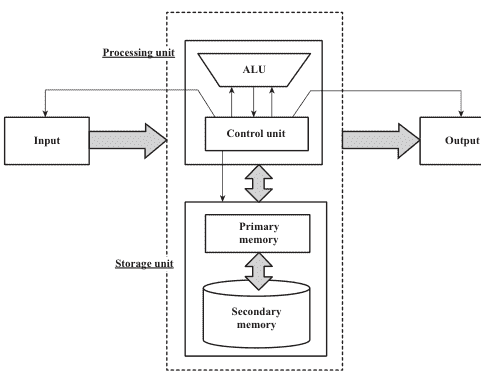 Processing unit
ALU
Input
Control unit
Output
Primary
memory
Storage unit
Secondary
memory